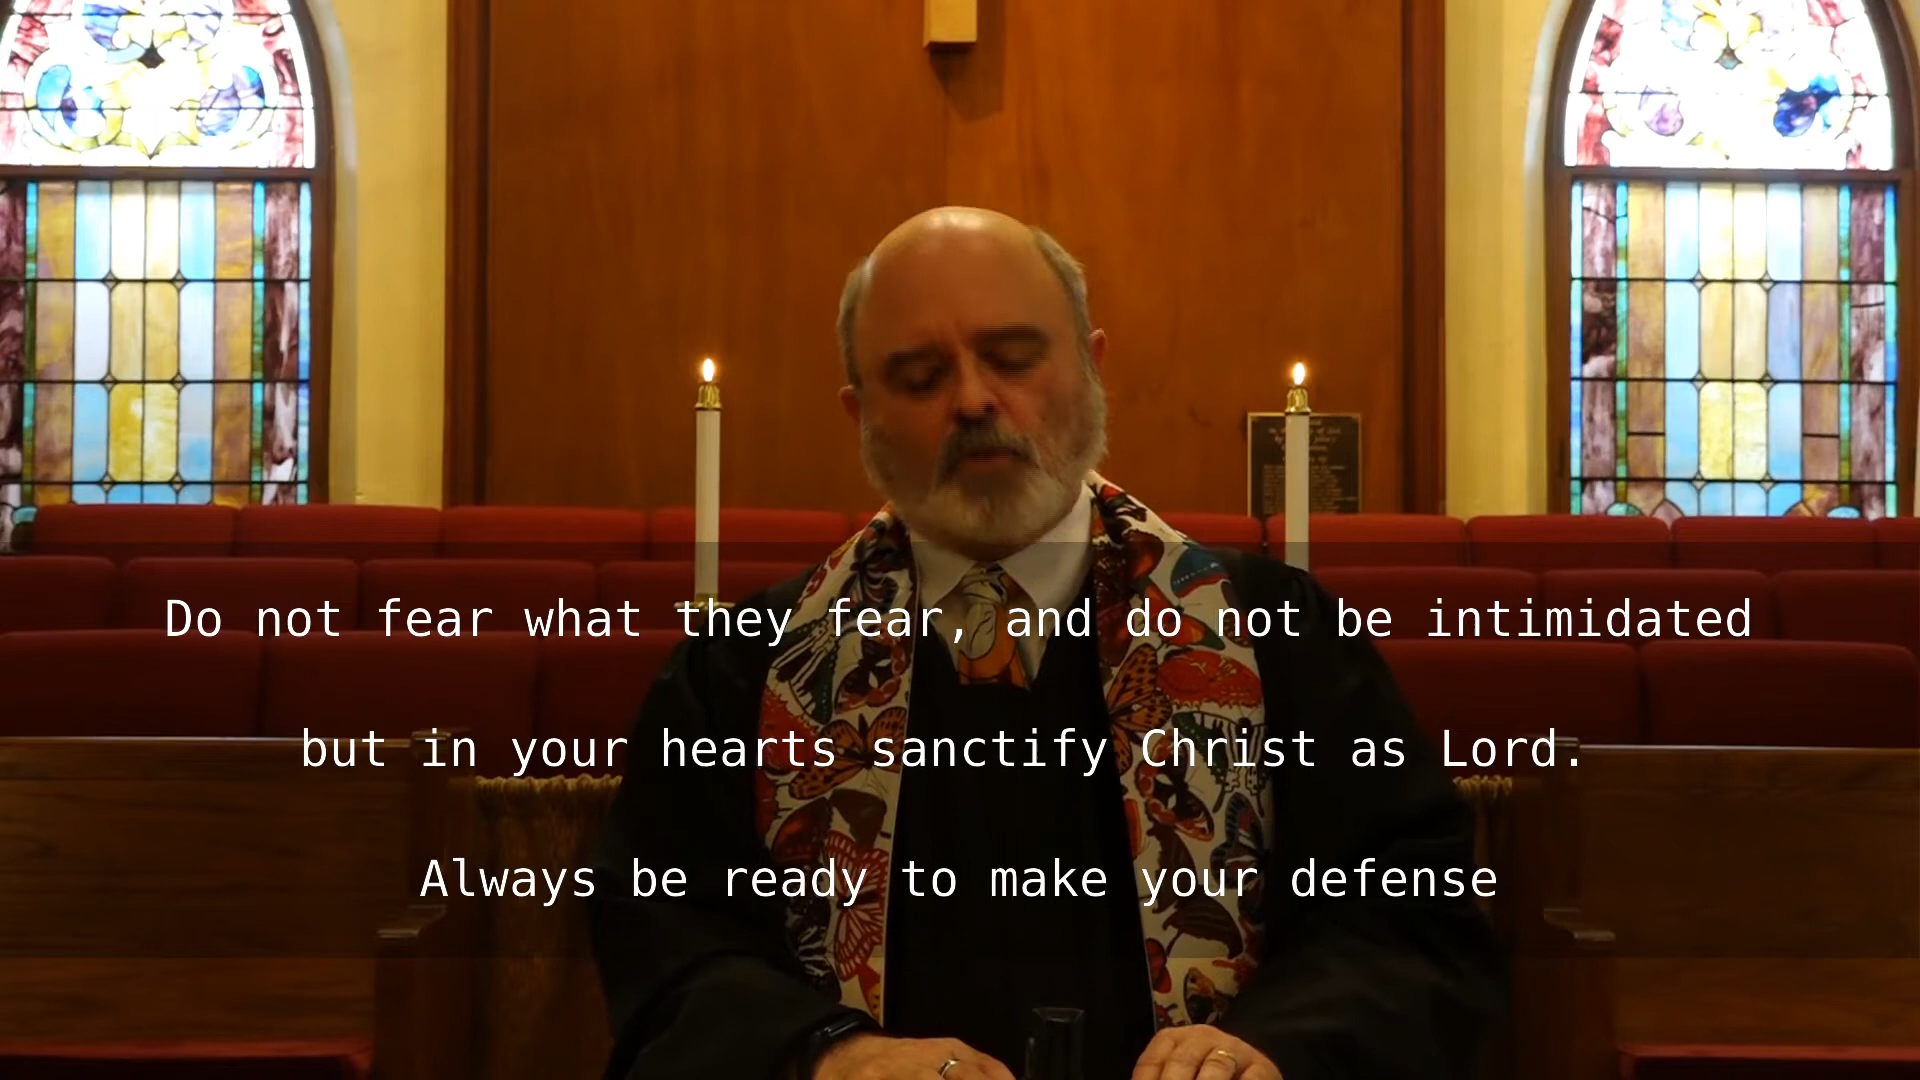 Do not fear what they fear, and do not be intimidated
but in your hearts sanctify Christ as Lord.
Always be ready to make your defense